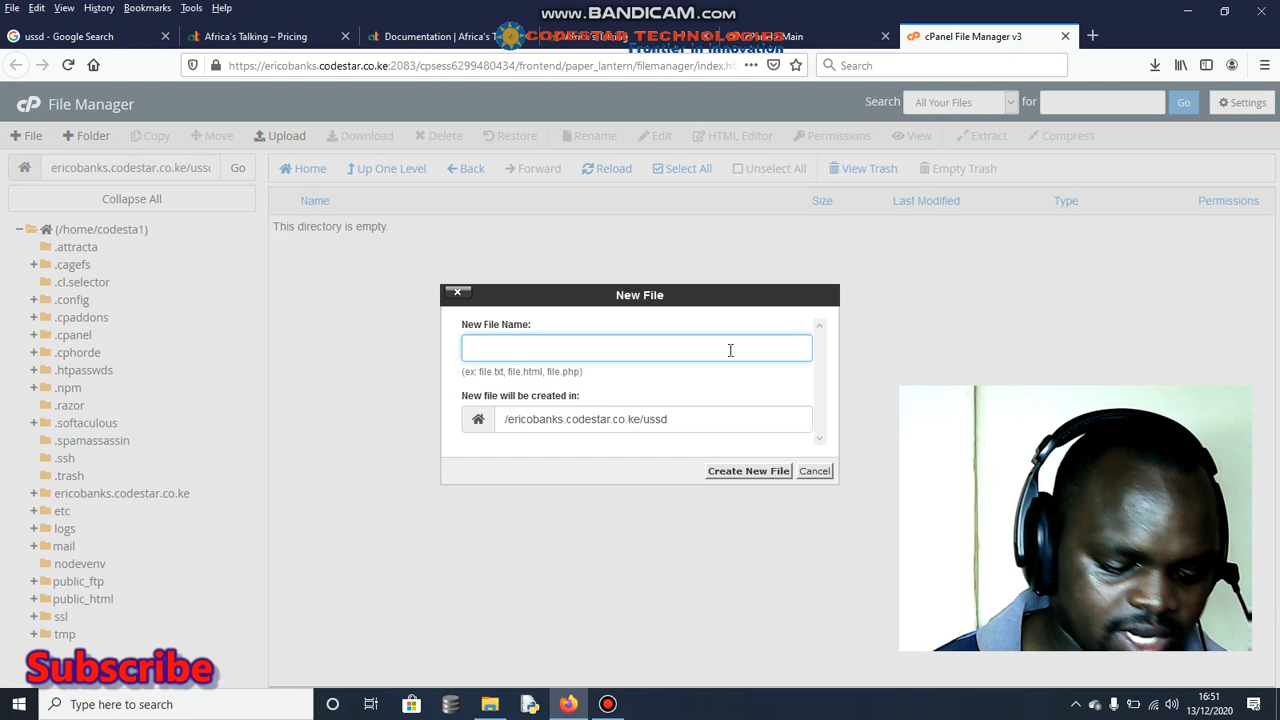 File Edit View History Bookmarks Tools Help
www.BANDICAM.com
ussd - Google Search
Africa's Talking – Pricing
Documentation | Africa's T
Main
cPanel File Manager v3
CODESTAR TECHNOLOGIES
Frontier in Innovation
https://ericobanks.codestar.co.ke:2083/cpsess6299480434/frontend/paper_lantern/filemanager/index.h
Search
cP File Manager
Search All Your Files for Go Settings
File Folder Copy Move Upload Download Delete Restore Rename Edit HTML Editor Permissions View Extract Compress
ericobanks.codestar.co.ke/uss Go Home Up One Level Back Forward Reload Select All Unselect All View Trash Empty Trash
Collapse All
Name Size Last Modified Type Permissions
This directory is empty.
(/home/codesta1)
.attracta
.cagefs
.cl.selector
.config
.cpaddons
.cpanel
.cphorde
.htpasswds
.npm
.razor
.softaculous
.spamassassin
.ssh
.trash
ericobanks.codestar.co.ke
etc
logs
mail
nodevenv
public_ftp
public_html
ssl
tmp
New File
New File Name:
(ex: file.txt, file.html, file.php)
New file will be created in:
/ericobanks.codestar.co.ke/ussd
Create New File Cancel
Subscribe
Type here to search
16:51
13/12/2020